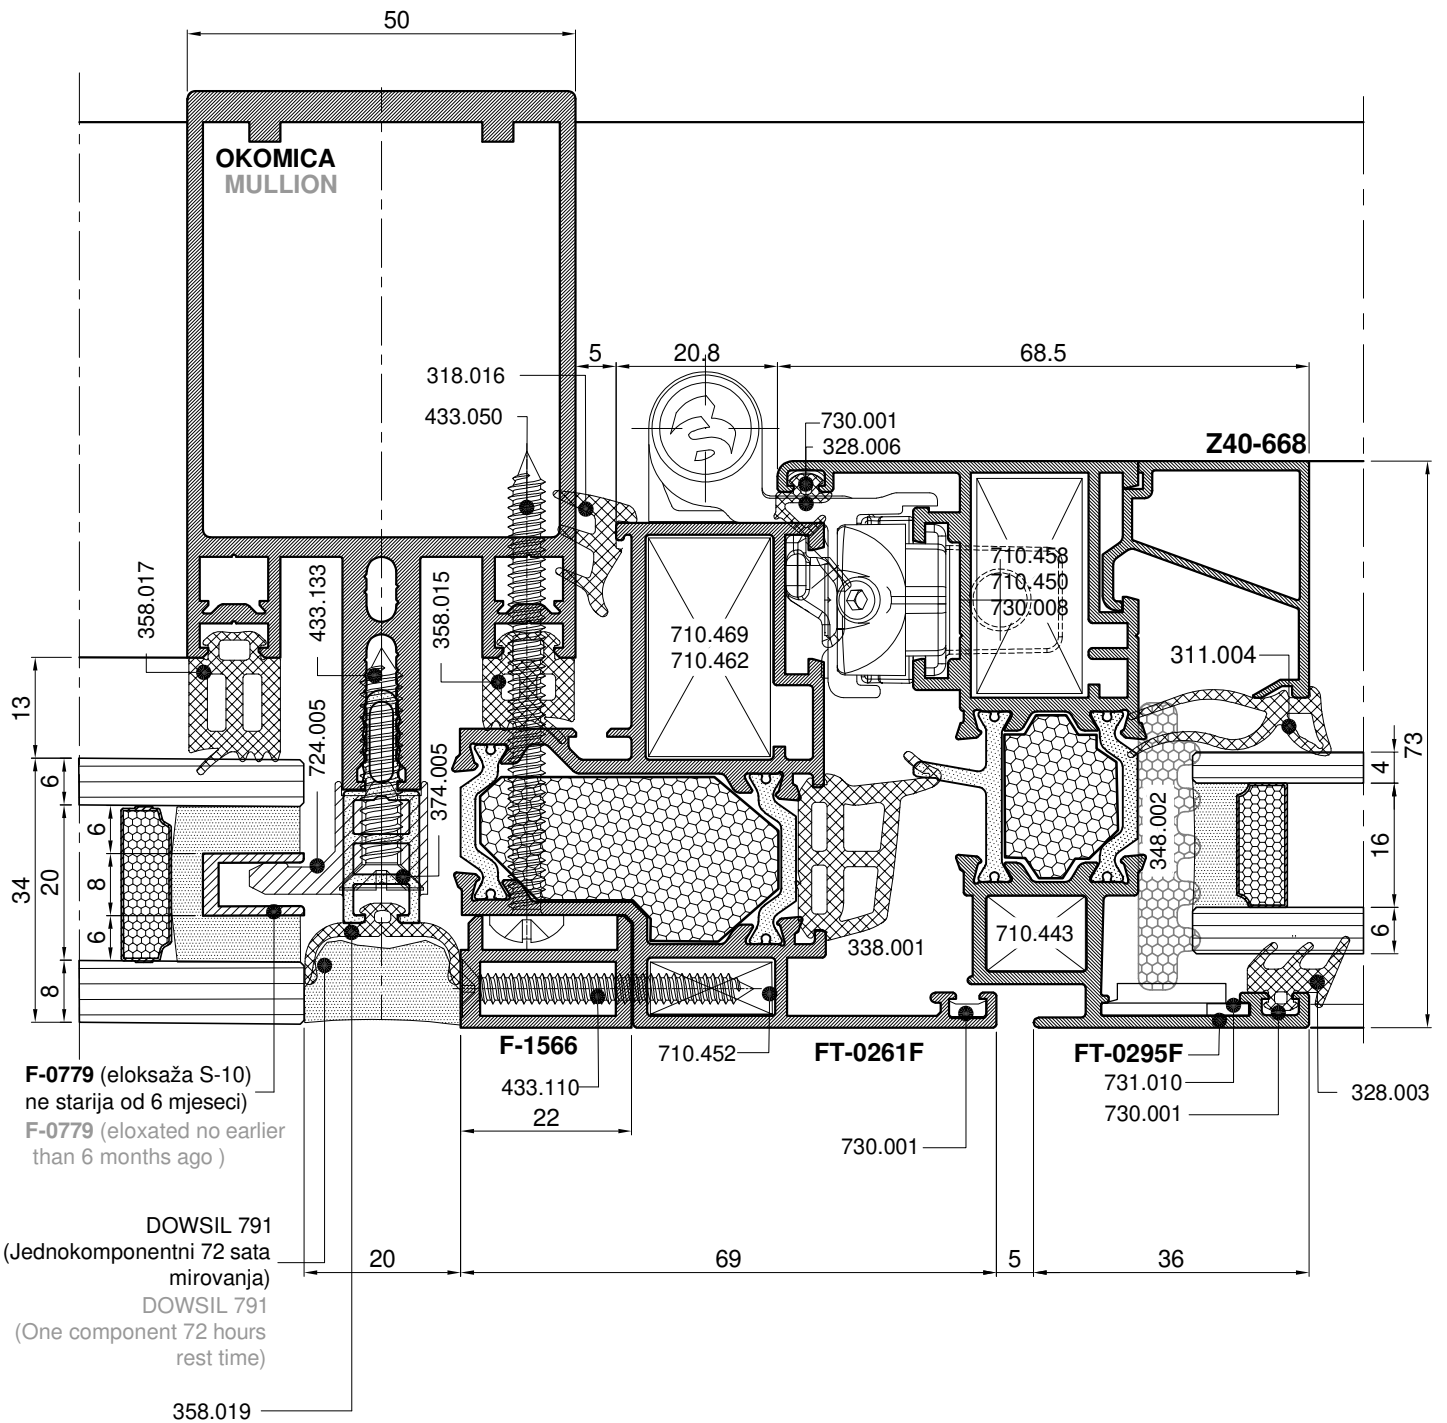 50
OKOMICA
MULLION
5
20.8
68.5
318.016
433.050
730.001
328.006
Z40-668
358.017
433.133
358.015
710.469
710.462
710.458
710.450
730.008
311.004
13
724.005
374.005
73
4
16
6
348.002
34
6
20
8
6
8
6
338.001
710.443
F-1566
710.452
FT-0261F
FT-0295F
433.110
731.010
730.001
328.003
22
730.001
F-0779 (eloksaža S-10)
ne starija od 6 mjeseci)
F-0779 (eloxated no earlier
than 6 months ago )
DOWSIL 791
(Jednokomponentni 72 sata
mirovanja)
DOWSIL 791
(One component 72 hours
rest time)
20
69
5
36
358.019